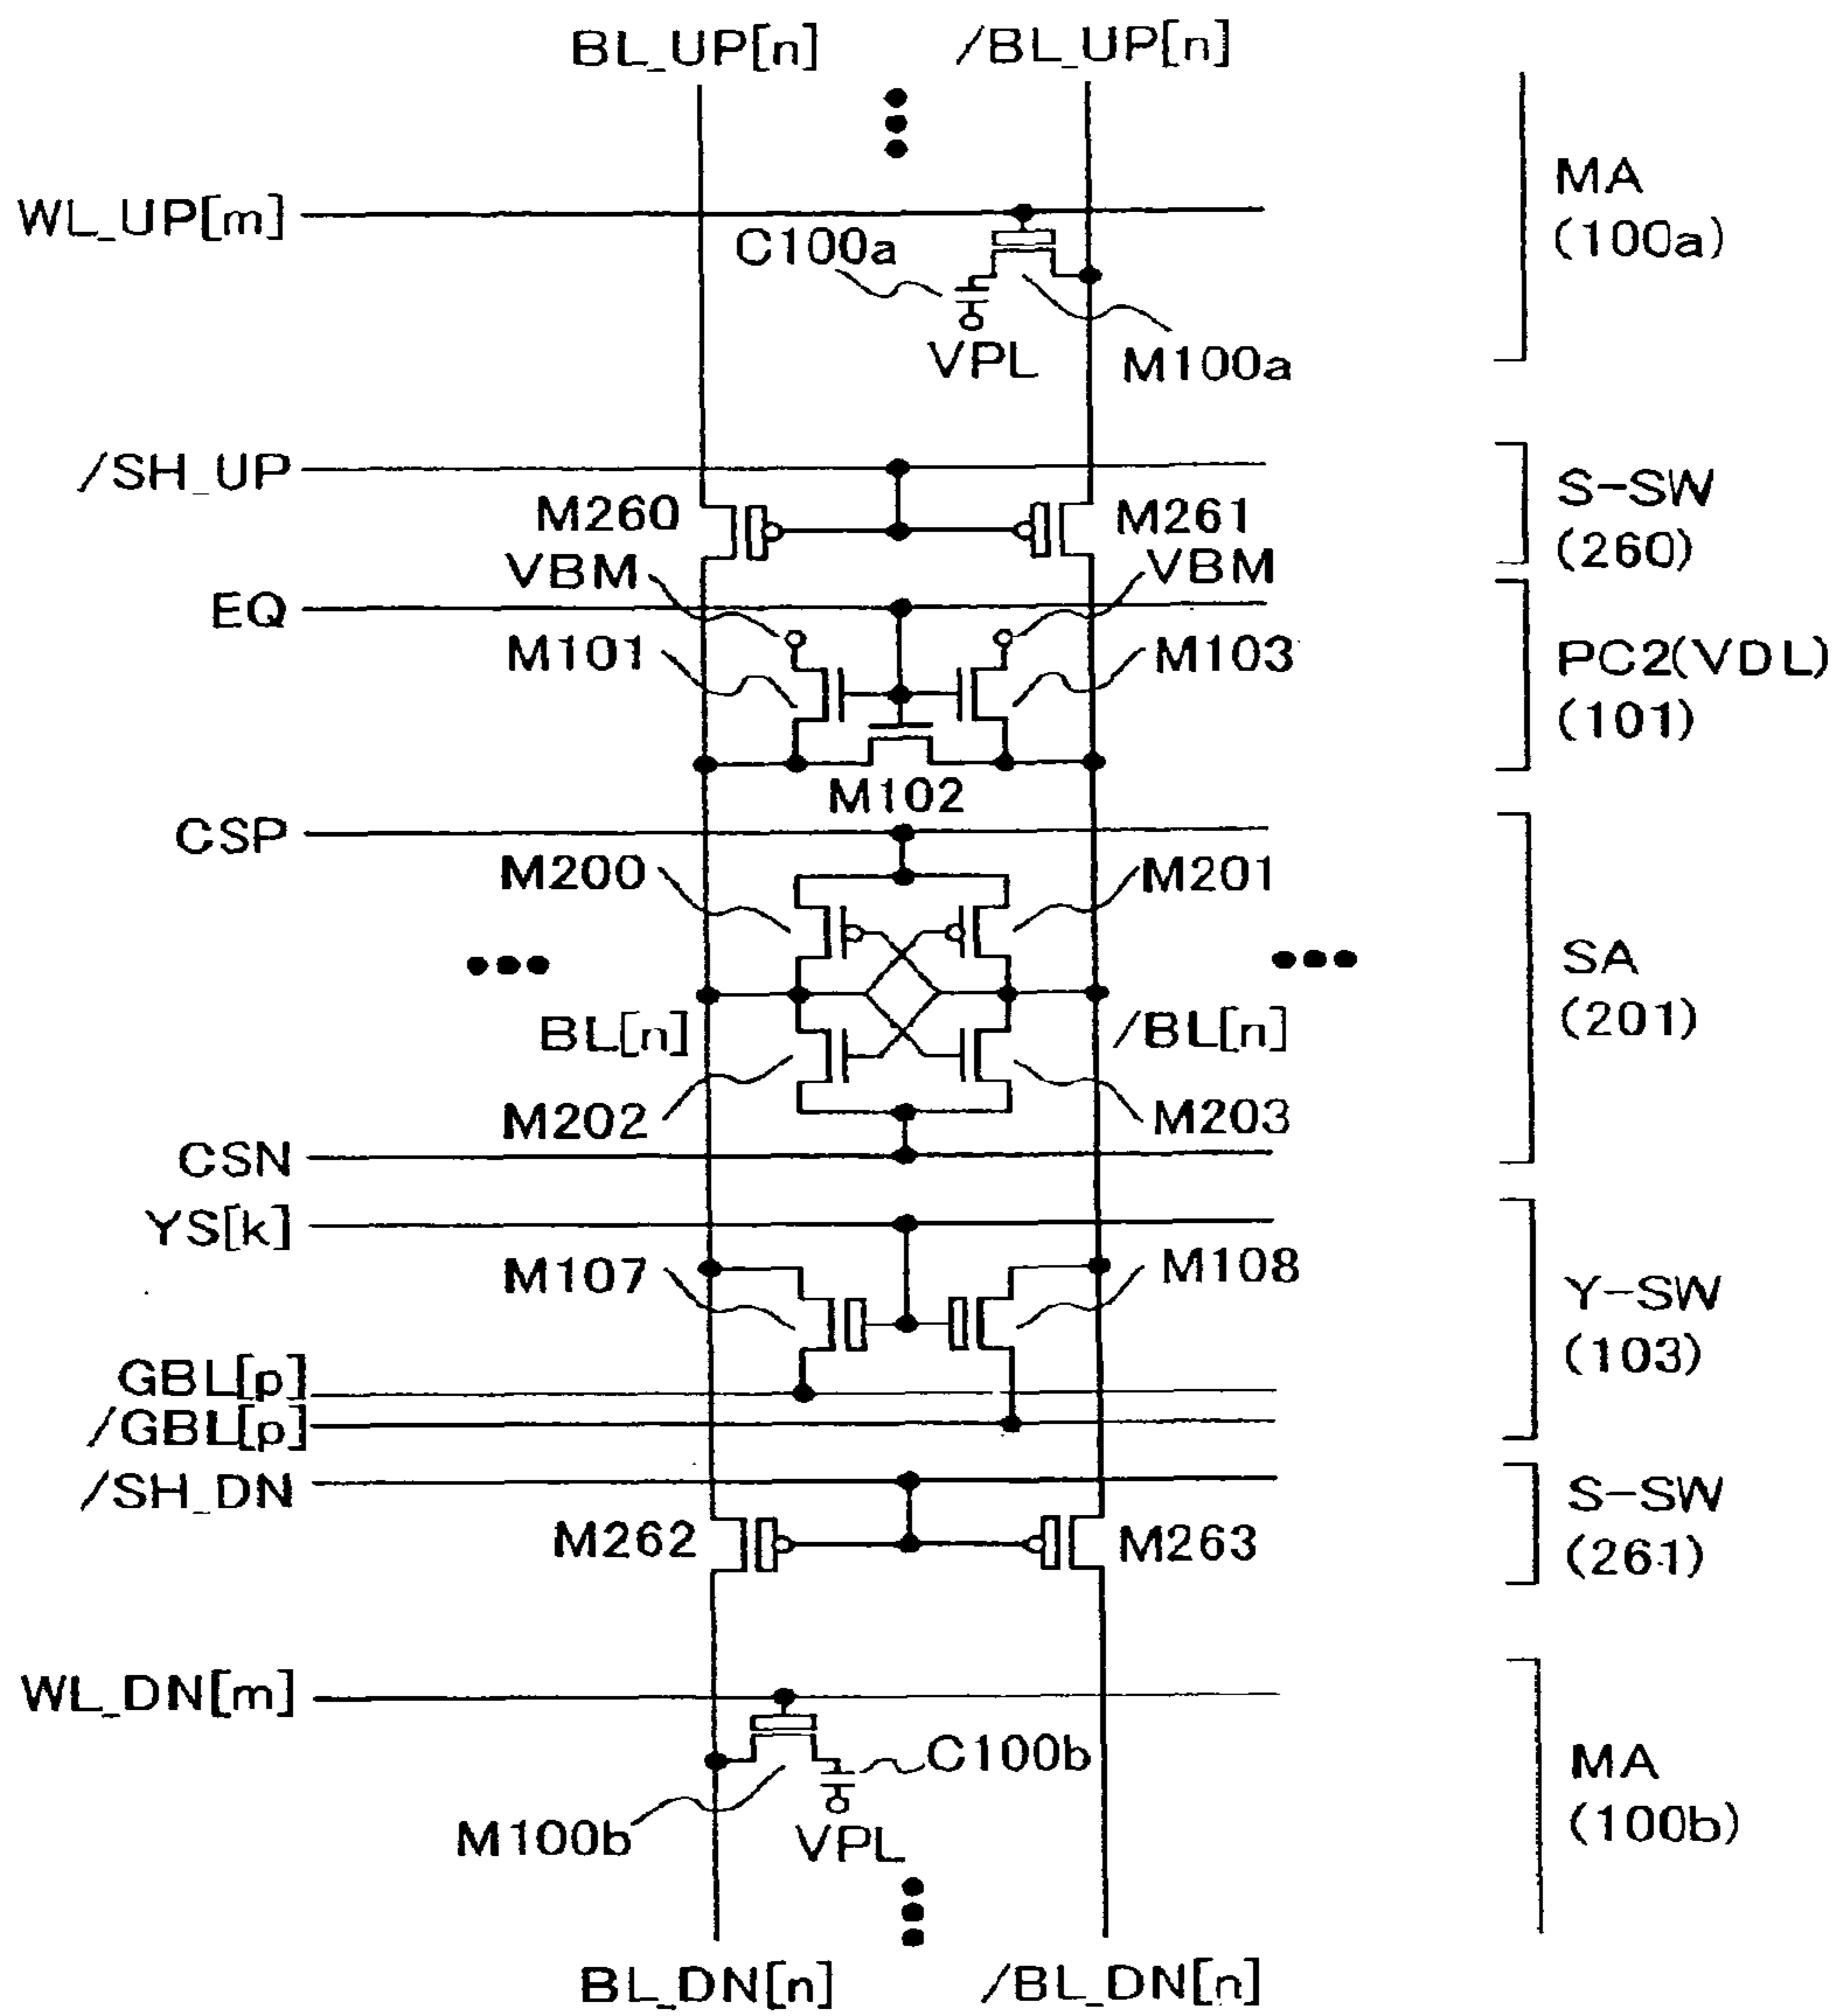 BL_UP[n] /BL_UP[n]
WL_UP[m]
C100a
VPL
M100a
MA
(100a)
/SH_UP
M260
M261
S-SW
(260)
VBM
VBM
EQ
M101
M103
M102
PC2(VDL)
(101)
CSP
M200
M201
BL[n]
/BL[n]
M202
M203
CSN
SA
(201)
YS[k]
M107
M108
GBL[p]
/GBL[p]
Y-SW
(103)
/SH_DN
M262
M263
S-SW
(261)
WL_DN[m]
C100b
M100b
VPL
MA
(100b)
BL_DN[n] /BL_DN[n]